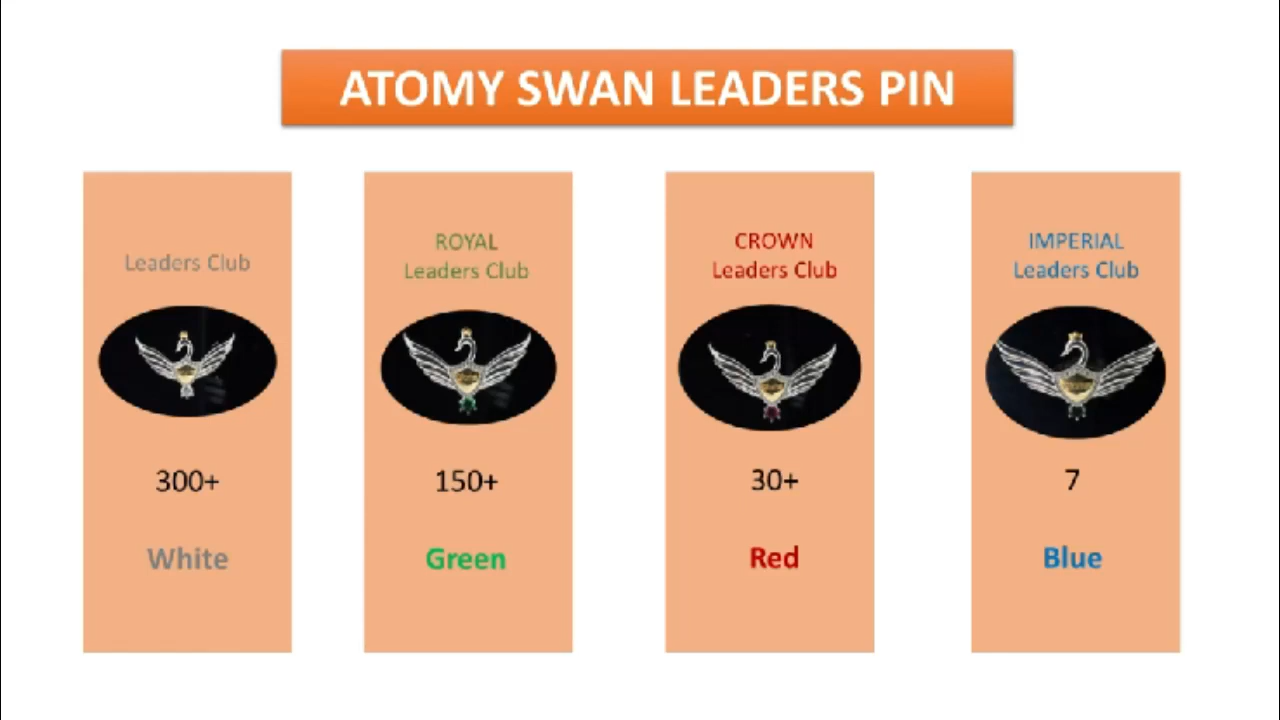 ATOMY SWAN LEADERS PIN
Leaders Club
300+
White
ROYAL
Leaders Club
150+
Green
CROWN
Leaders Club
30+
Red
IMPERIAL
Leaders Club
7
Blue